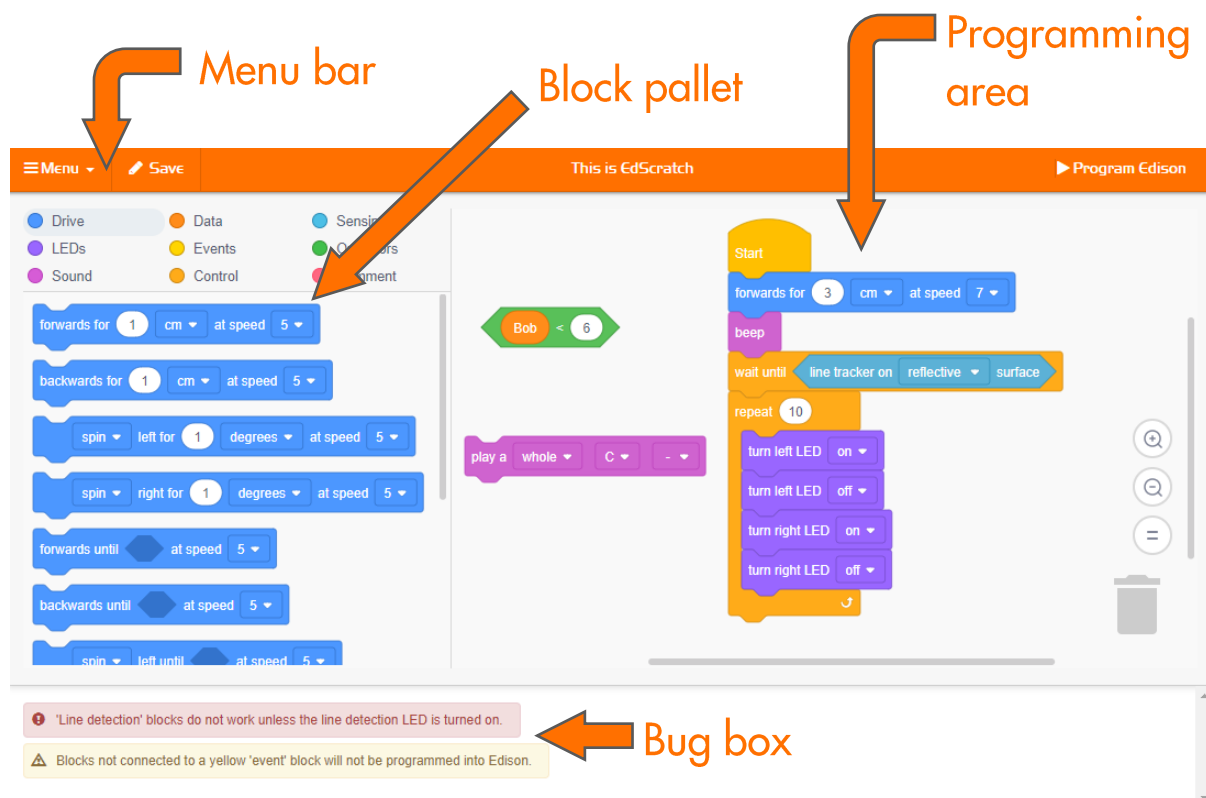 Menu bar
Block pallet
Programming
area
Menu
Save
This is EdScratch
Program Edison
Drive
Data
LEDs
Events
Sound
Control
forwards for 1 cm at speed 5
backwards for 1 cm at speed 5
spin left for 1 degrees at speed 5
spin right for 1 degrees at speed 5
forwards until at speed 5
backwards until at speed 5
spin left until at speed 5
Bob < 6
play a whole C -
Start
forwards for 3 cm at speed 7
beep
wait until line tracker on reflective surface
repeat 10
turn left LED on
turn left LED off
turn right LED on
turn right LED off
=
'Line detection' blocks do not work unless the line detection LED is turned on.
Blocks not connected to a yellow 'event' block will not be programmed into Edison.
Bug box